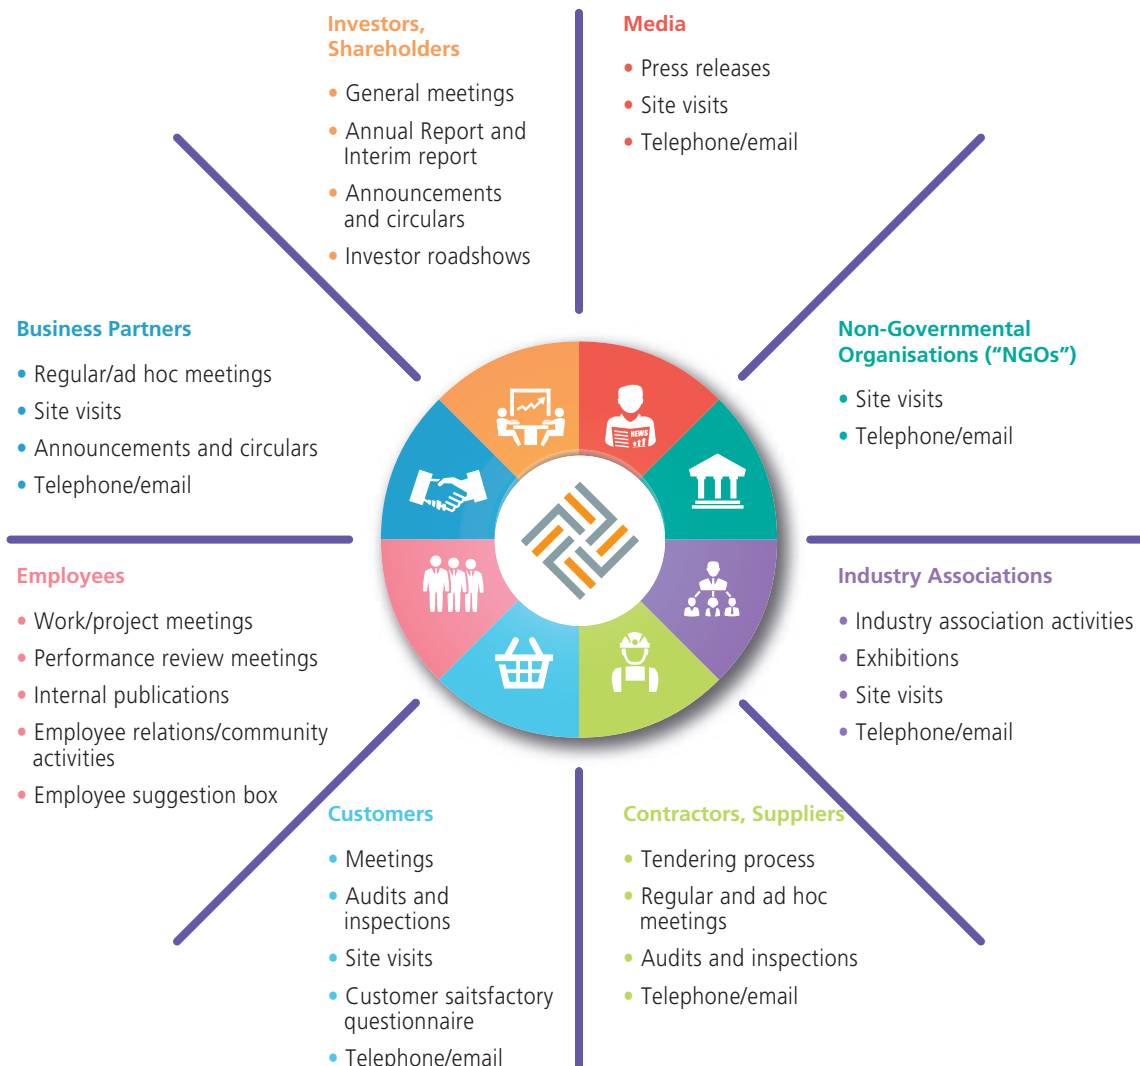 Investors,
Shareholders
• General meetings
• Annual Report and
Interim report
• Announcements
and circulars
• Investor roadshows
Media
• Press releases
• Site visits
• Telephone/email
Business Partners
• Regular/ad hoc meetings
• Site visits
• Announcements and circulars
• Telephone/email
Non-Governmental
Organisations (“NGOs”)
• Site visits
• Telephone/email
NEWS
Employees
• Work/project meetings
• Performance review meetings
• Internal publications
• Employee relations/community
activities
• Employee suggestion box
Industry Associations
• Industry association activities
• Exhibitions
• Site visits
• Telephone/email
Customers
• Meetings
• Audits and
inspections
• Site visits
• Customer saitsfactory
questionnaire
• Telephone/email
Contractors, Suppliers
• Tendering process
• Regular and ad hoc
meetings
• Audits and inspections
• Telephone/email